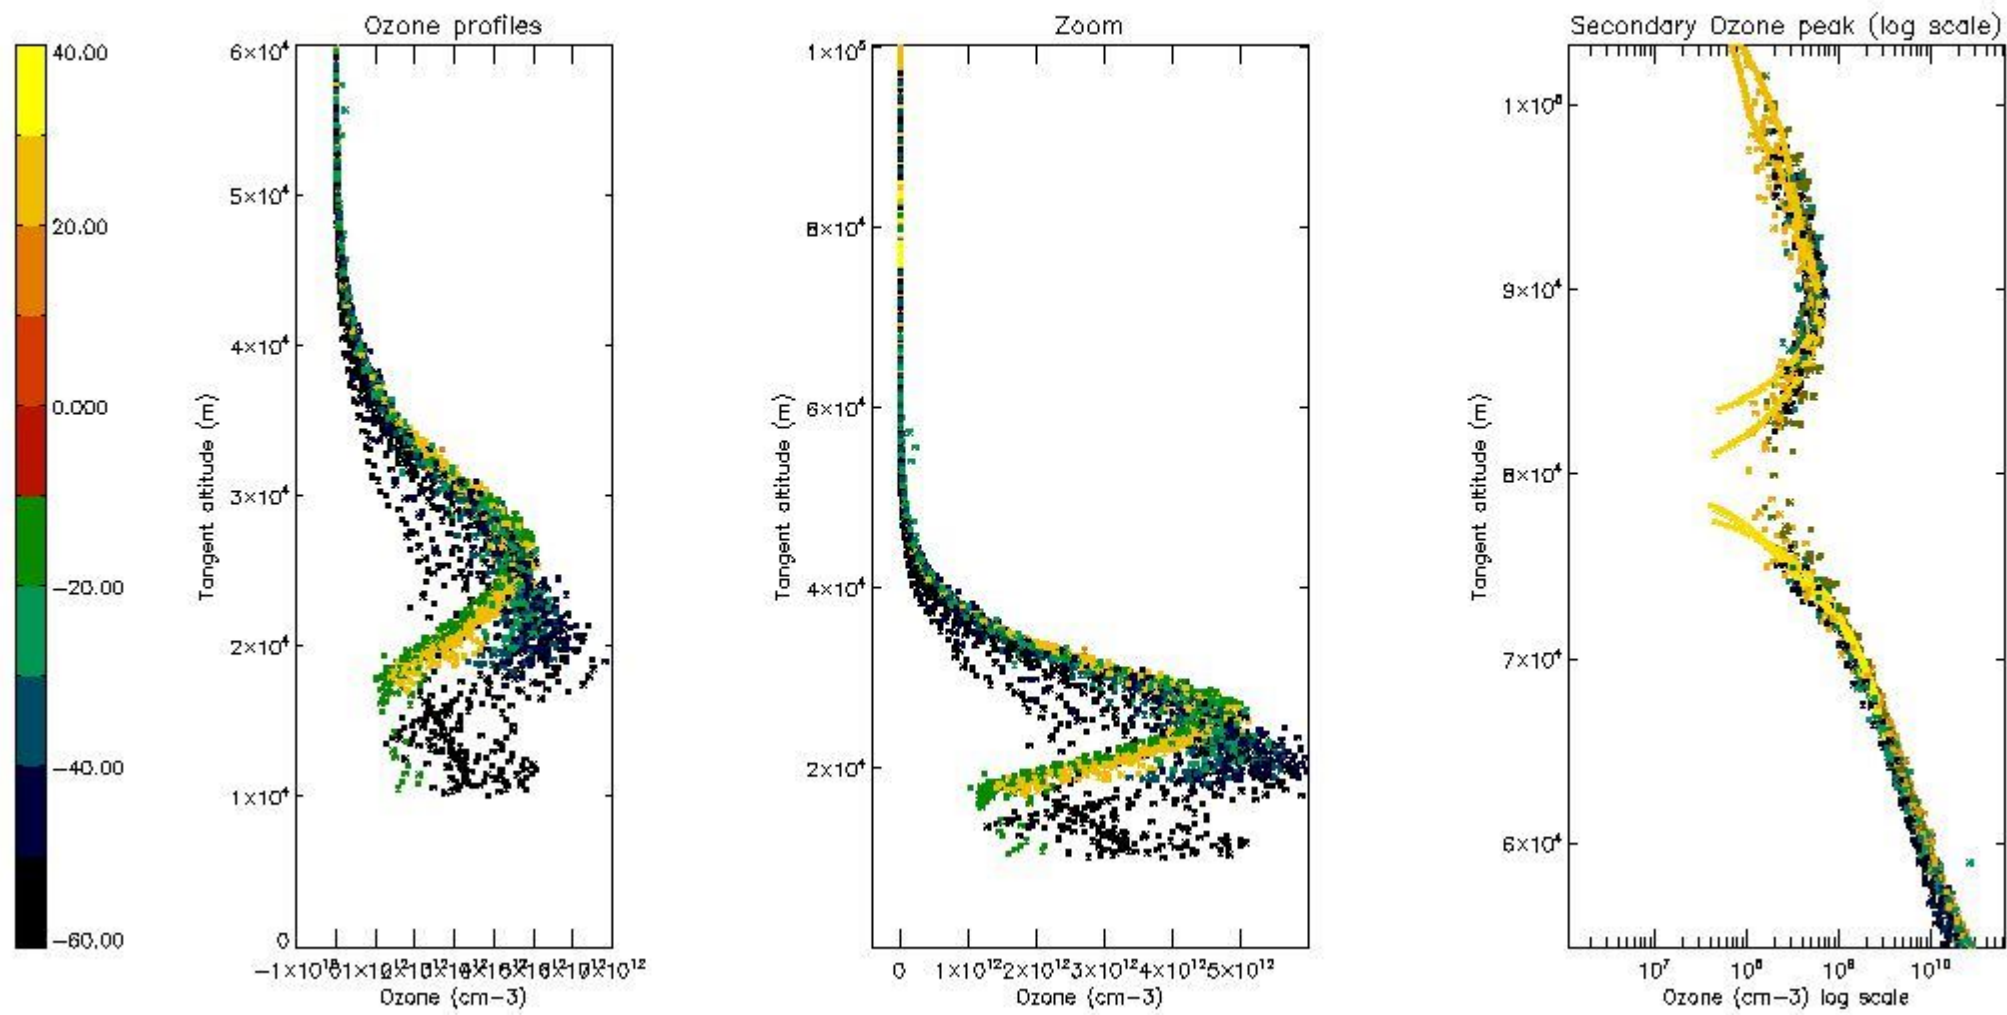 Ozone profiles
Zoom
Secondary Ozone peak (log scale)
40.00
20.00
0.000
−20.00
−40.00
−60.00
6×10⁴
5×10⁴
4×10⁴
3×10⁴
2×10⁴
1×10⁴
0
Tangent altitude (m)
Ozone (cm−3)
1×10⁵
8×10⁴
6×10⁴
4×10⁴
2×10⁴
Tangent altitude (m)
0 1×10¹² 2×10¹² 3×10¹² 4×10¹² 5×10¹²
Ozone (cm−3)
9×10⁴
8×10⁴
7×10⁴
6×10⁴
Tangent altitude (m)
10⁷ 10⁸ 10⁹ 10¹⁰
Ozone (cm−3) log scale